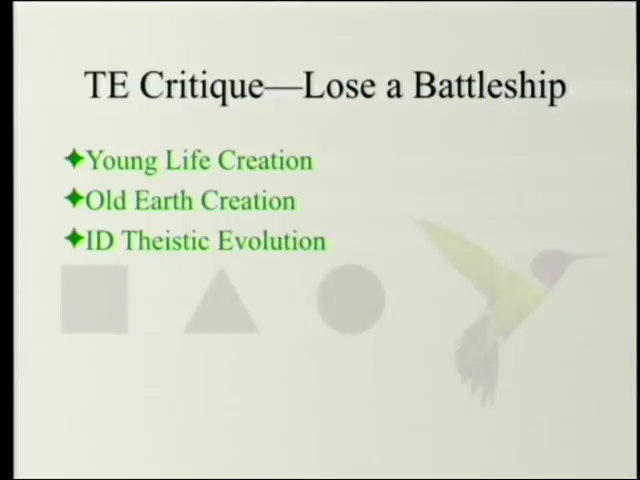 TE Critique—Lose a Battleship
Young Life Creation
Old Earth Creation
ID Theistic Evolution